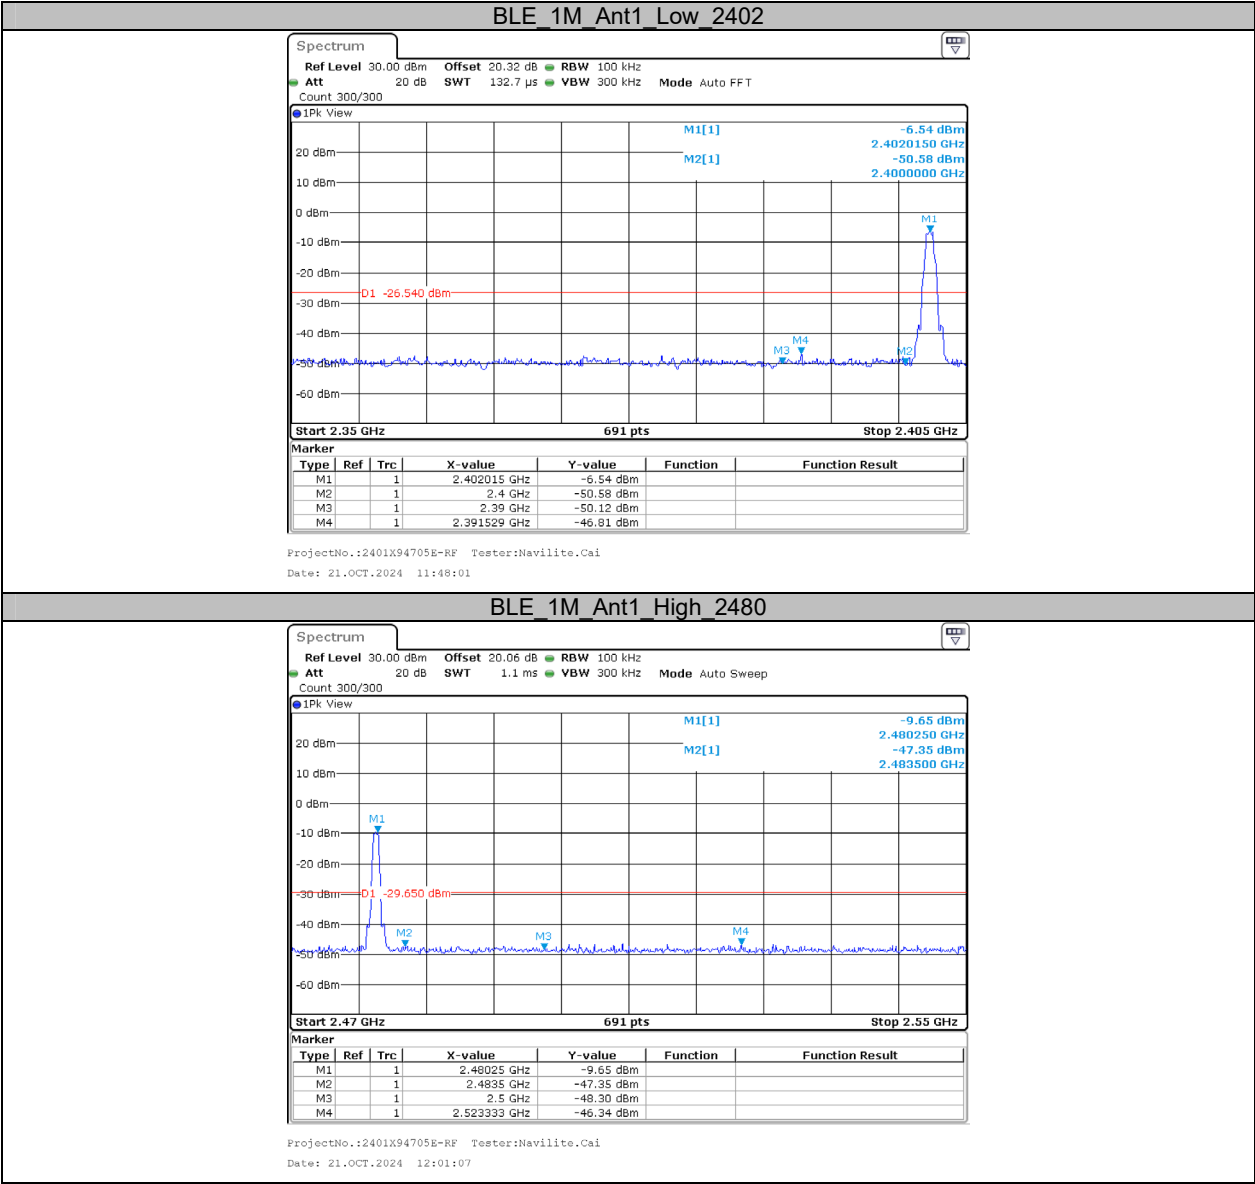 BLE_1M_Ant1_Low_2402
Spectrum
Ref Level 30.00 dBm Offset 20.32 dB RBW 100 kHz
Att 20 dB SWT 132.7 µs VBW 300 kHz Mode Auto FFT
Count 300/300
1Pk View
M1[1] -6.54 dBm
2.4020150 GHz
M2[1] -50.58 dBm
2.4000000 GHz
20 dBm
10 dBm
0 dBm
M1
-10 dBm
-20 dBm
D1 -26.540 dBm
-30 dBm
-40 dBm
M4
M3 M2
-50 dBm
-60 dBm
Start 2.35 GHz 691 pts Stop 2.405 GHz
Marker
Type Ref Trc X-value Y-value Function Function Result
M1 1 2.402015 GHz -6.54 dBm
M2 1 2.4 GHz -50.58 dBm
M3 1 2.39 GHz -50.12 dBm
M4 1 2.391529 GHz -46.81 dBm
ProjectNo.:2401X94705E-RF Tester:Navilite.Cai
Date: 21.OCT.2024 11:48:01
BLE_1M_Ant1_High_2480
Spectrum
Ref Level 30.00 dBm Offset 20.06 dB RBW 100 kHz
Att 20 dB SWT 1.1 ms VBW 300 kHz Mode Auto Sweep
Count 300/300
1Pk View
M1[1] -9.65 dBm
2.480250 GHz
M2[1] -47.35 dBm
2.483500 GHz
20 dBm
10 dBm
0 dBm
M1
-10 dBm
-20 dBm
-30 dBm D1 -29.650 dBm
-40 dBm
M2 M3 M4
-50 dBm
-60 dBm
Start 2.47 GHz 691 pts Stop 2.55 GHz
Marker
Type Ref Trc X-value Y-value Function Function Result
M1 1 2.48025 GHz -9.65 dBm
M2 1 2.4835 GHz -47.35 dBm
M3 1 2.5 GHz -48.30 dBm
M4 1 2.523333 GHz -46.34 dBm
ProjectNo.:2401X94705E-RF Tester:Navilite.Cai
Date: 21.OCT.2024 12:01:07